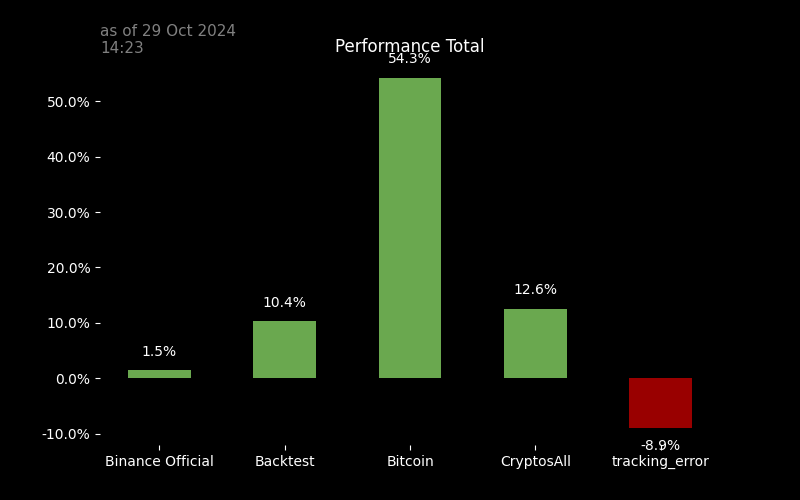 as of 29 Oct 2024
14:23
Performance Total
54.3%
50.0%
40.0%
30.0%
20.0%
12.6%
10.4%
10.0%
1.5%
0.0%
-10.0%
-8.9%
Binance Official
Backtest
Bitcoin
CryptosAll
tracking_error